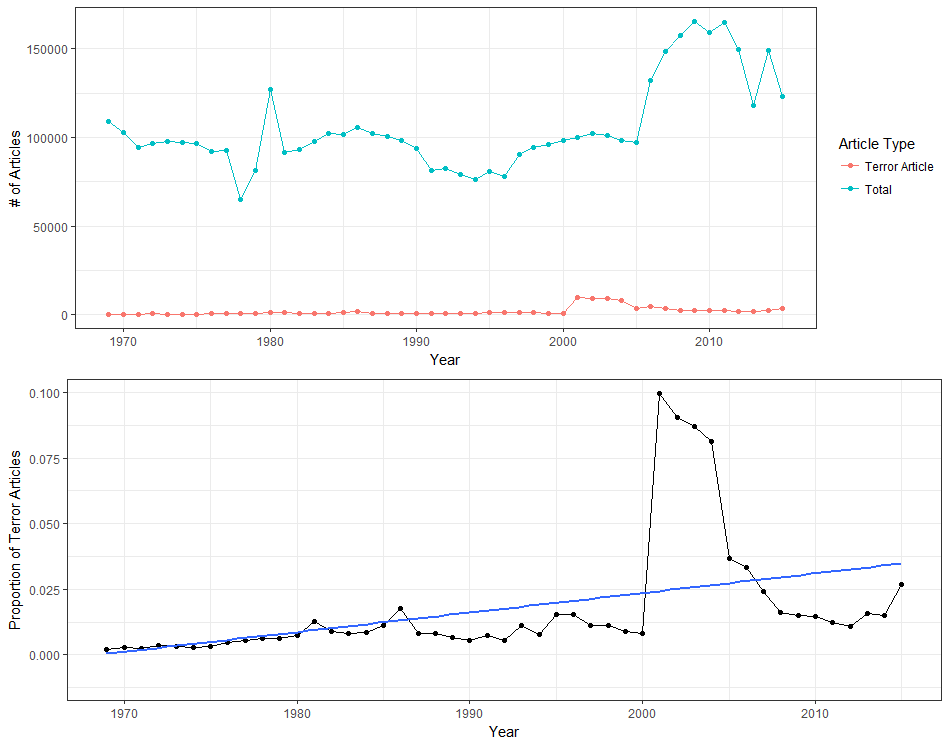 150000
100000
50000
0
# of Articles
1970 1980 1990 2000 2010
Year
Article Type
Terror Article
Total
0.100
0.075
0.050
0.025
0.000
Proportion of Terror Articles
1970 1980 1990 2000 2010
Year